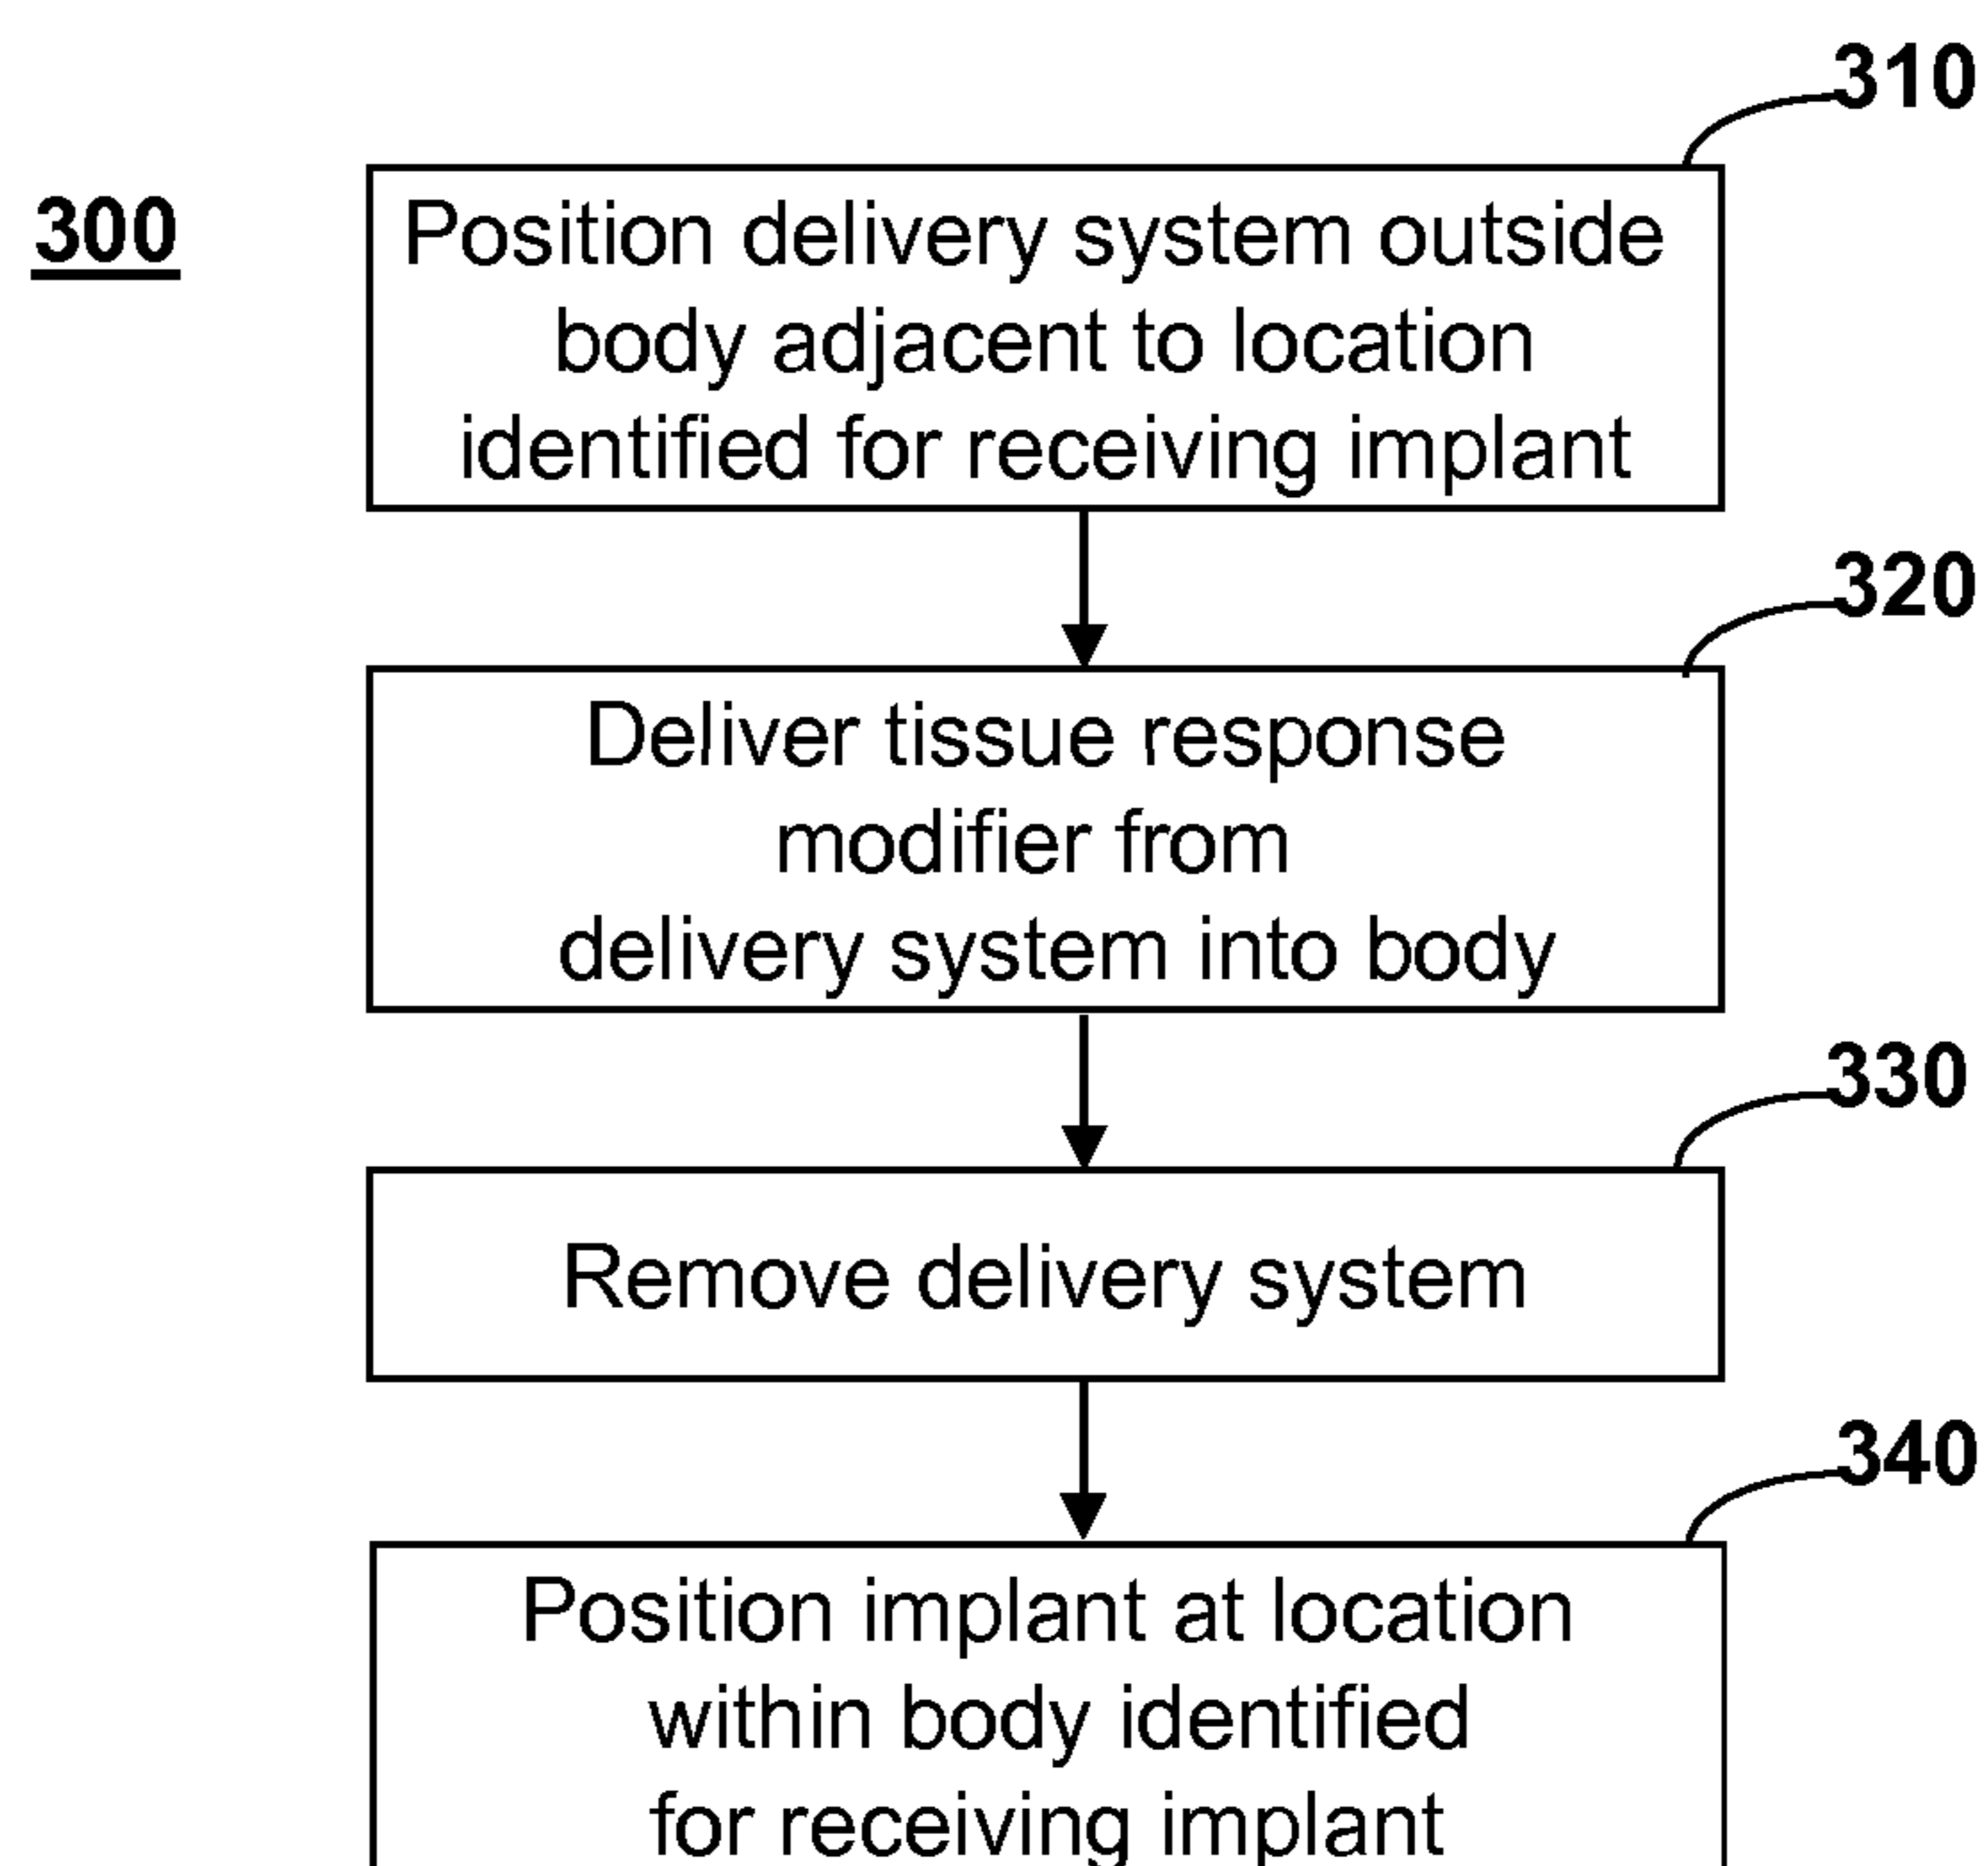 310
300
Position delivery system outside
body adjacent to location
identified for receiving implant
320
Deliver tissue response
modifier from
delivery system into body
330
Remove delivery system
340
Position implant at location
within body identified
for receiving implant